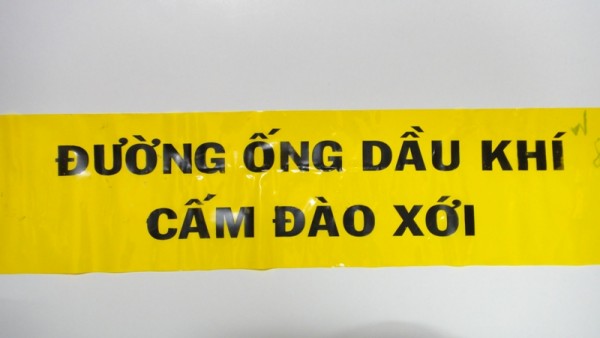 ĐƯỜNG ỐNG DẦU KHÍ
CẤM ĐÀO XỚI